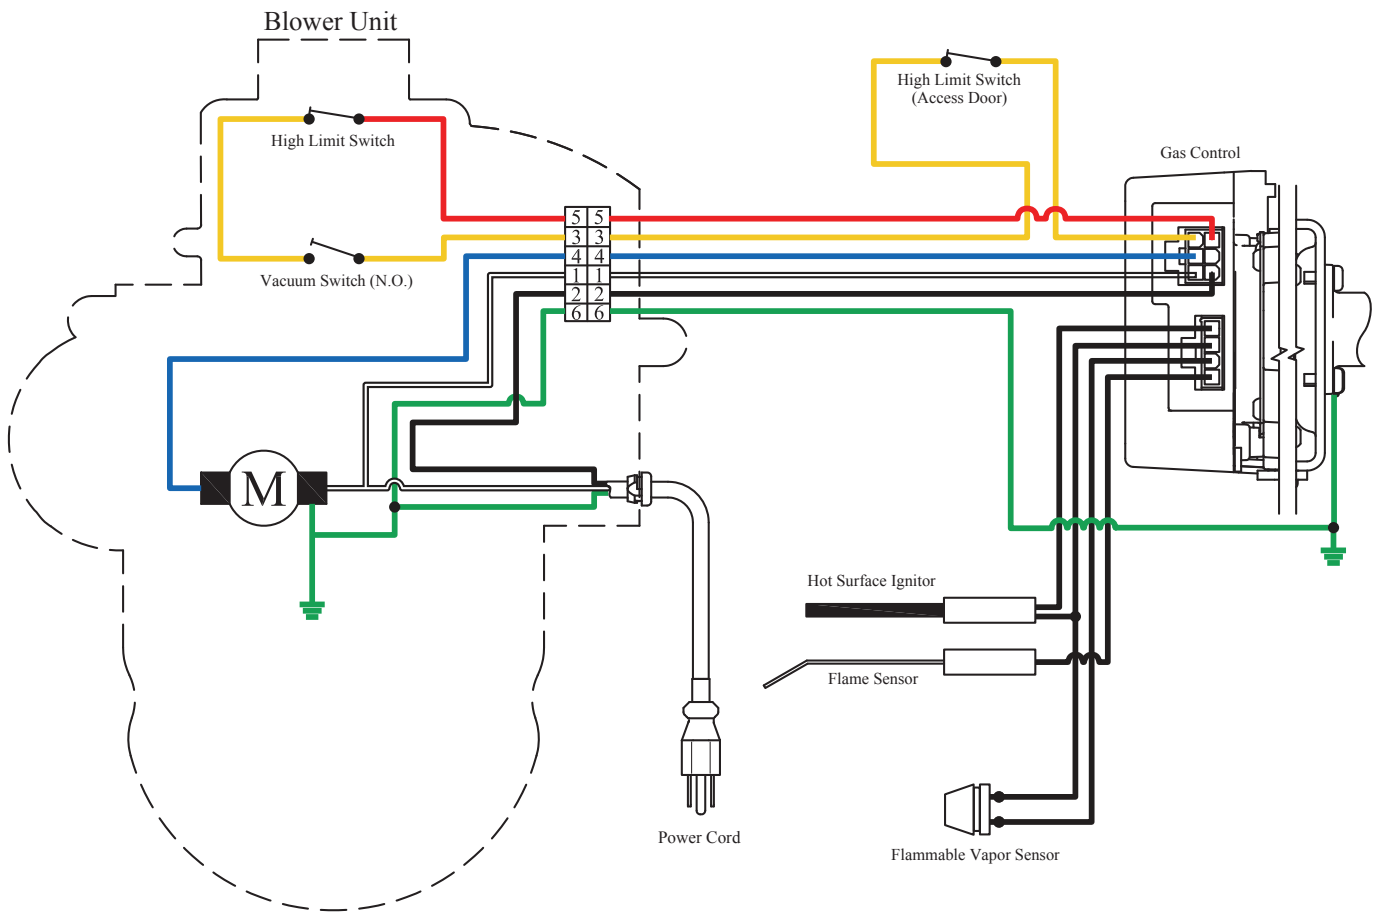 Blower Unit
High Limit Switch
(Access Door)
High Limit Switch
Gas Control
5 5
3 3
4 4
1 1
2 2
6 6
Vacuum Switch (N.O.)
M
Hot Surface Ignitor
Flame Sensor
Power Cord
Flammable Vapor Sensor